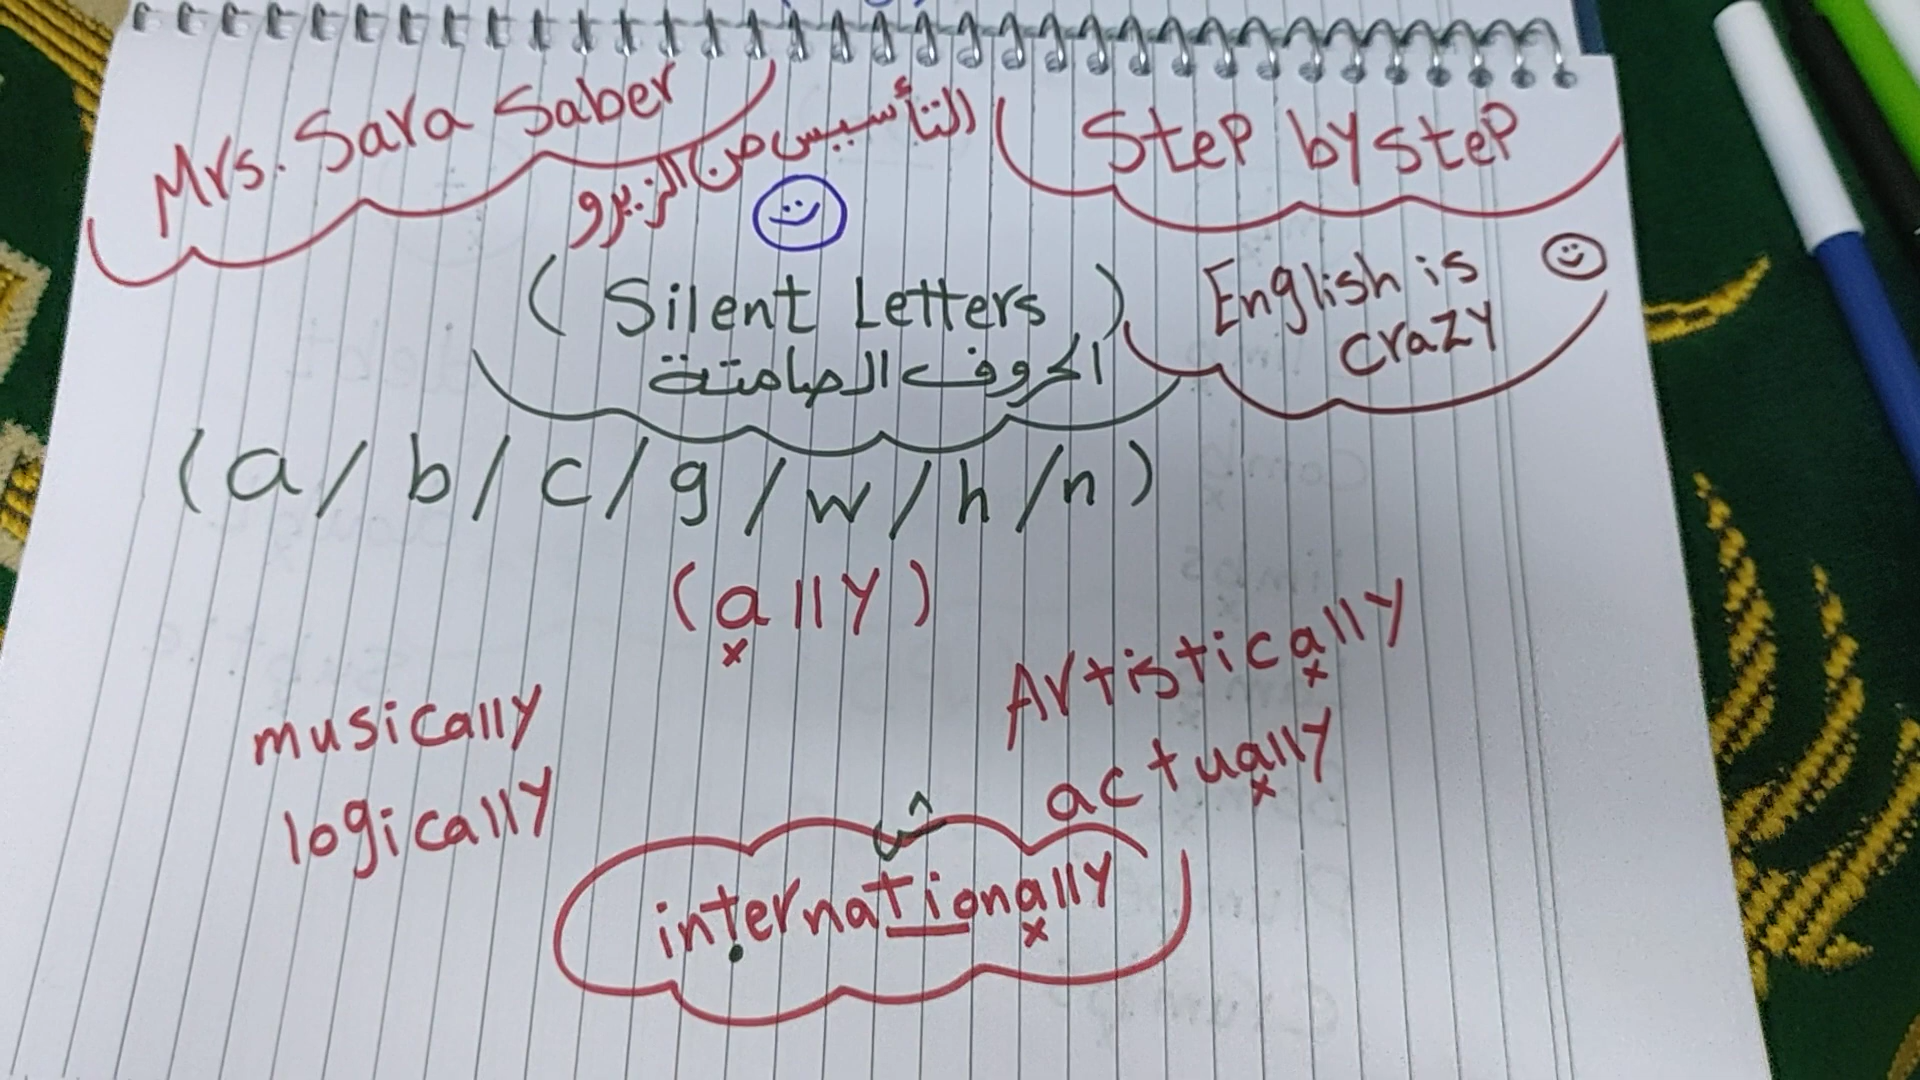 Mrs. Sara Saber
التأسيس من الزيرو
Step by step
(Silent Letters)
الحروف الصامتة
English is
crazy
(a/b/c/g/w/h/n)
(ally)
x
musically
logically
Artistically
x
actually
x
internationally
x